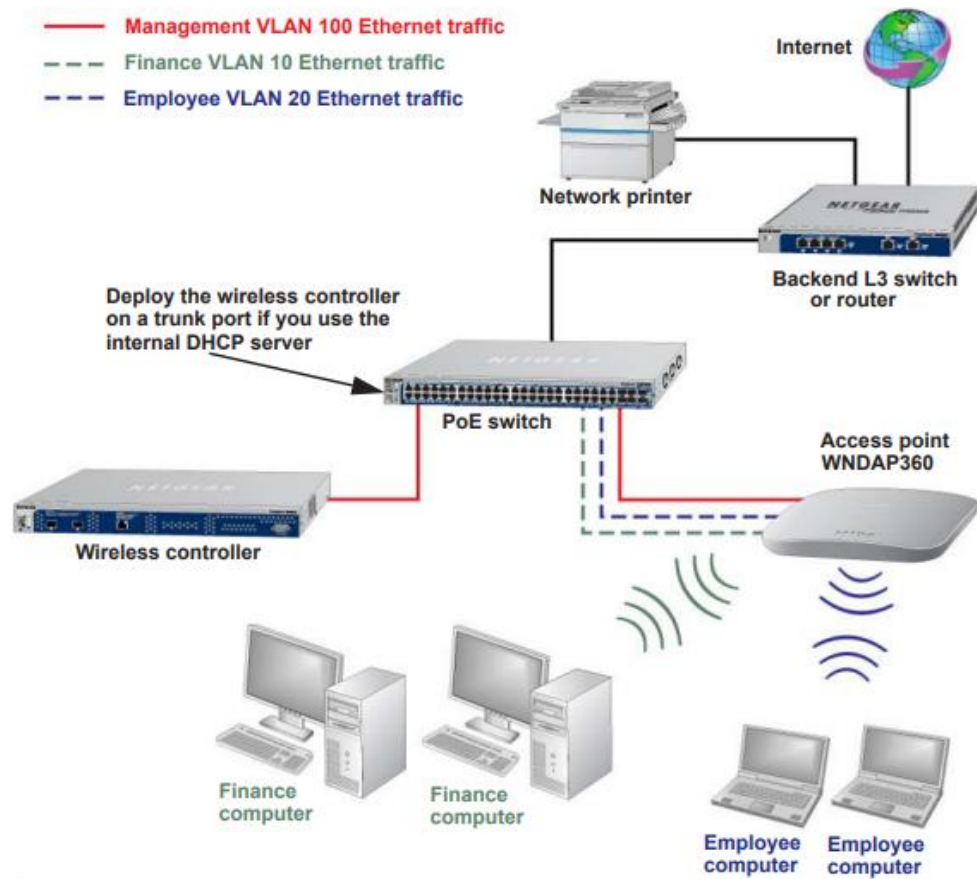 Management VLAN 100 Ethernet traffic
Finance VLAN 10 Ethernet traffic
Employee VLAN 20 Ethernet traffic
Internet
Network printer
NETGEAR
Backend L3 switch
or router
Deploy the wireless controller
on a trunk port if you use the
internal DHCP server
NETGEAR
PoE switch
Access point
WNDAP360
NETGEAR
Wireless controller
Finance
computer
Finance
computer
Employee
computer
Employee
computer